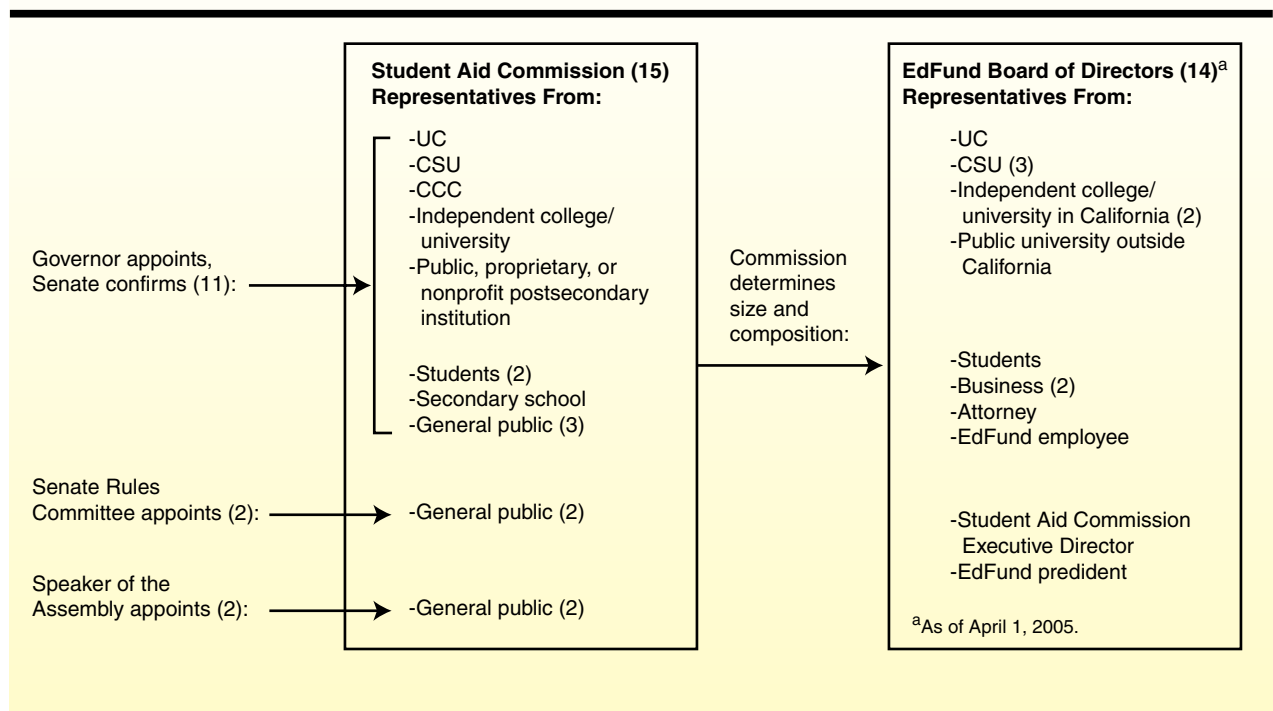 Governor appoints,
Senate confirms (11):
Senate Rules
Committee appoints (2):
Speaker of the
Assembly appoints (2):
Student Aid Commission (15)
Representatives From:
-UC
-CSU
-CCC
-Independent college/
university
-Public, proprietary, or
nonprofit postsecondary
institution
-Students (2)
-Secondary school
-General public (3)
-General public (2)
-General public (2)
Commission
determines
size and
composition:
EdFund Board of Directors (14)a
Representatives From:
-UC
-CSU (3)
-Independent college/
university in California (2)
-Public university outside
California
-Students
-Business (2)
-Attorney
-EdFund employee
-Student Aid Commission
Executive Director
-EdFund predident
aAs of April 1, 2005.